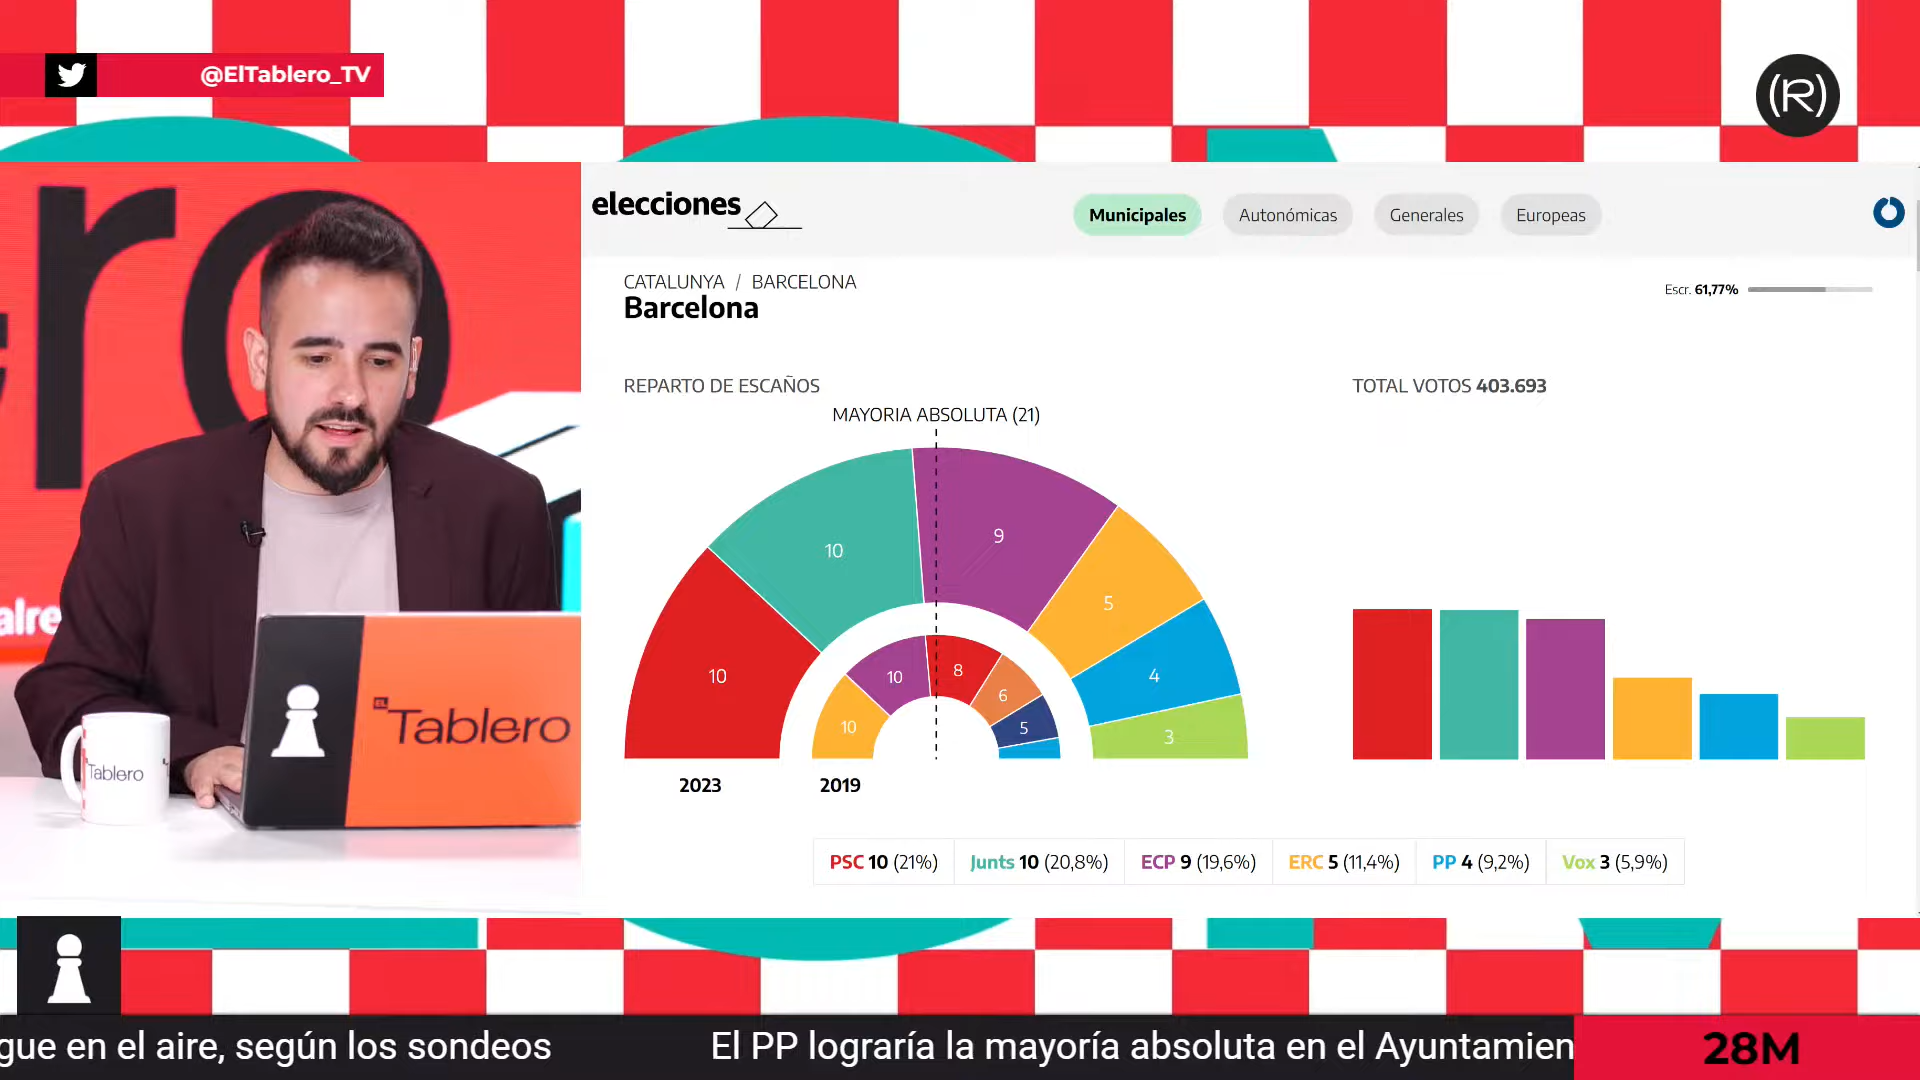 @ElTablero_TV
(R)
elecciones
Municipales
Autonómicas
Generales
Europeas
CATALUNYA / BARCELONA
Barcelona
Escr. 61,77%
REPARTO DE ESCAÑOS
TOTAL VOTOS 403.693
MAYORIA ABSOLUTA (21)
10
10
9
5
4
3
10
10
8
6
5
2023
2019
PSC 10 (21%)
Junts 10 (20,8%)
ECP 9 (19,6%)
ERC 5 (11,4%)
PP 4 (9,2%)
Vox 3 (5,9%)
ro
alre
EL
Tablero
Tablero
gue en el aire, según los sondeos
El PP lograría la mayoría absoluta en el Ayuntamien
28M